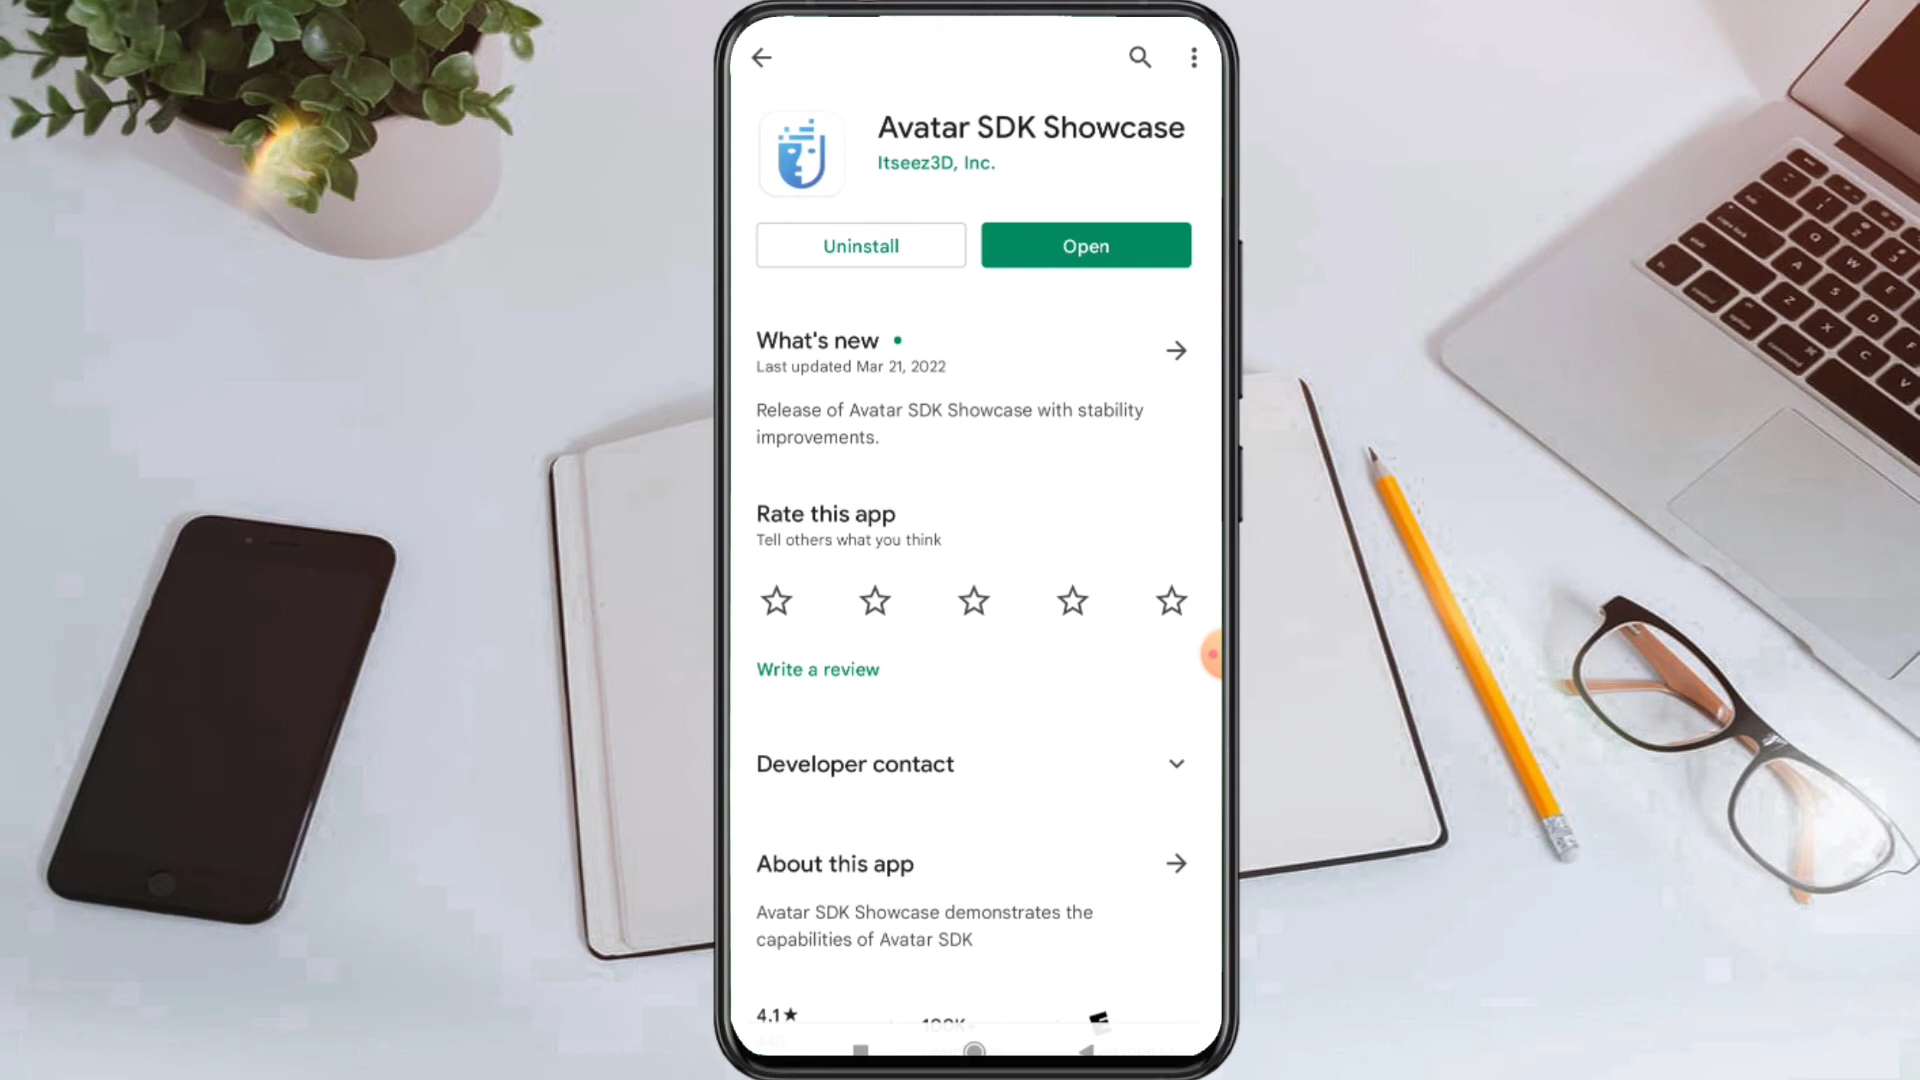 Avatar SDK Showcase
Itseez3D, Inc.
Uninstall
Open
What's new
Last updated Mar 21, 2022
Release of Avatar SDK Showcase with stability
improvements.
Rate this app
Tell others what you think
Write a review
Developer contact
About this app
Avatar SDK Showcase demonstrates the
capabilities of Avatar SDK
4.1★
100K+